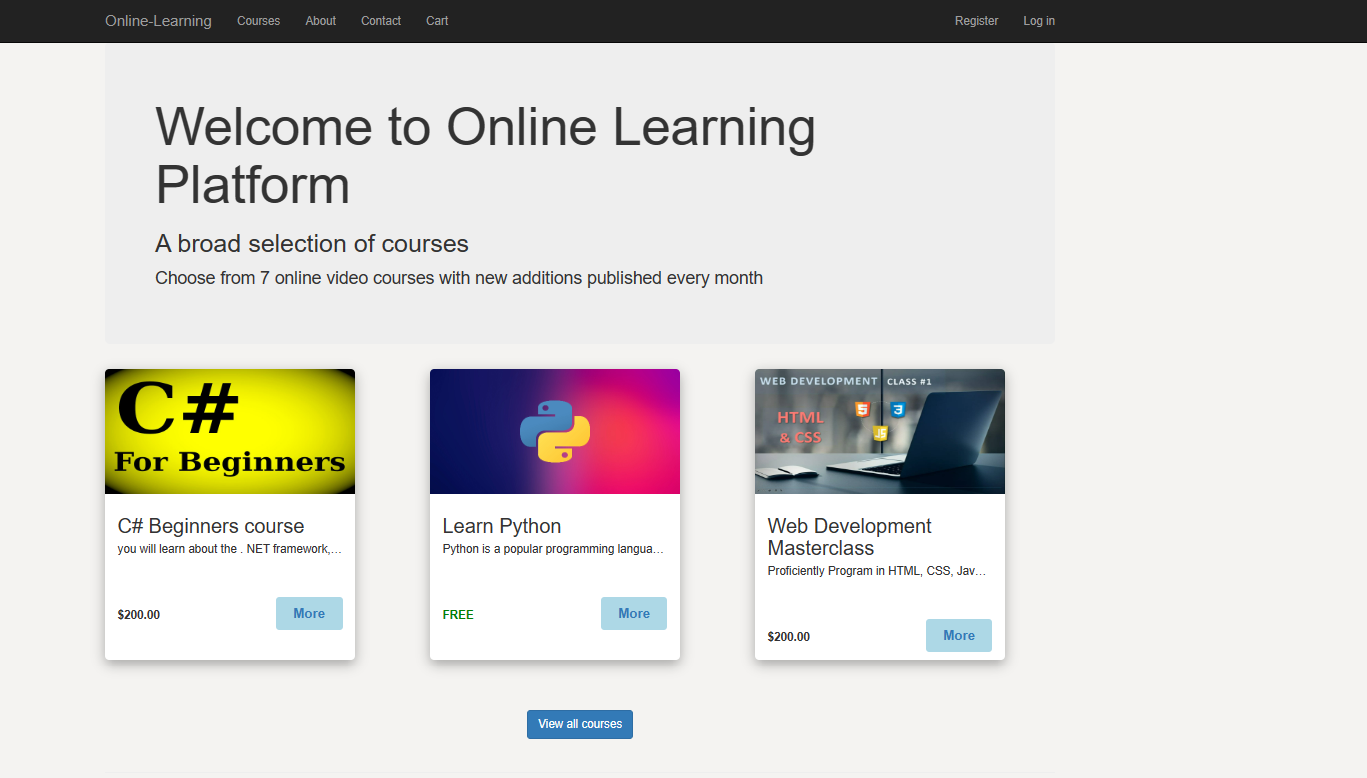 Online-Learning Courses About Contact Cart Register Log in
Welcome to Online Learning
Platform
A broad selection of courses
Choose from 7 online video courses with new additions published every month
C#
For Beginners
C# Beginners course
you will learn about the . NET framework,...
$200.00 More
Learn Python
Python is a popular programming langua...
FREE More
WEB DEVELOPMENT CLASS #1
HTML
& CSS
5 3
JS
Web Development
Masterclass
Proficiently Program in HTML, CSS, Jav...
$200.00 More
View all courses